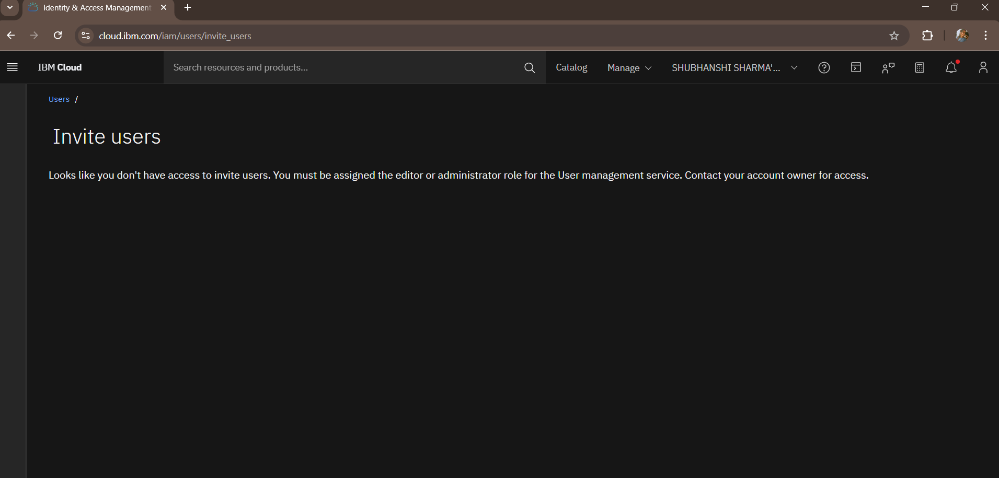 Identity & Access Management
cloud.ibm.com/iam/users/invite_users
IBM Cloud
Search resources and products...
Catalog
Manage
SHUBHANSHI SHARMA'...
Users /
Invite users
Looks like you don't have access to invite users. You must be assigned the editor or administrator role for the User management service. Contact your account owner for access.